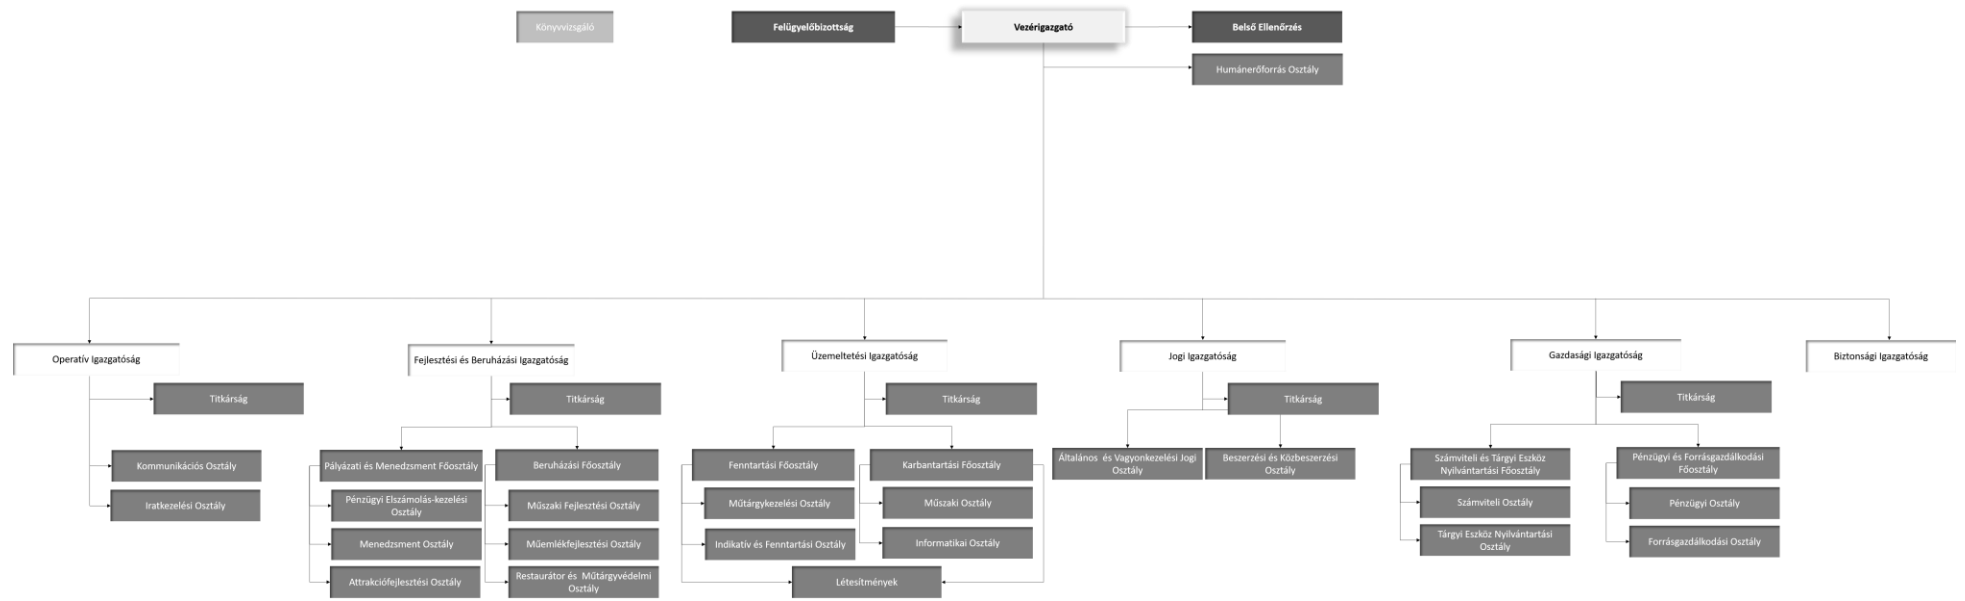 Könyvvizsgáló
Felügyelőbizottság
Vezérigazgató
Belső Ellenőrzés
Humánerőforrás Osztály
Operatív Igazgatóság
Titkárság
Kommunikációs Osztály
Iratkezelési Osztály
Fejlesztési és Beruházási Igazgatóság
Titkárság
Pályázati és Menedzsment Főosztály
Pénzügyi Elszámolás-kezelési
Osztály
Menedzsment Osztály
Attrakciófejlesztési Osztály
Beruházási Főosztály
Műszaki Fejlesztési Osztály
Műemlékfejlesztési Osztály
Restaurátor és Műtárgyvédelmi
Osztály
Üzemeltetési Igazgatóság
Titkárság
Fenntartási Főosztály
Műtárgykezelési Osztály
Indikatív és Fenntartási Osztály
Karbantartási Főosztály
Műszaki Osztály
Informatikai Osztály
Létesítmények
Jogi Igazgatóság
Titkárság
Általános és Vagyonkezelési Jogi
Osztály
Beszerzési és Közbeszerzési
Osztály
Gazdasági Igazgatóság
Titkárság
Számviteli és Tárgyi Eszköz
Nyilvántartási Főosztály
Számviteli Osztály
Tárgyi Eszköz Nyilvántartási
Osztály
Pénzügyi és Forrásgazdálkodási
Főosztály
Pénzügyi Osztály
Forrásgazdálkodási Osztály
Biztonsági Igazgatóság